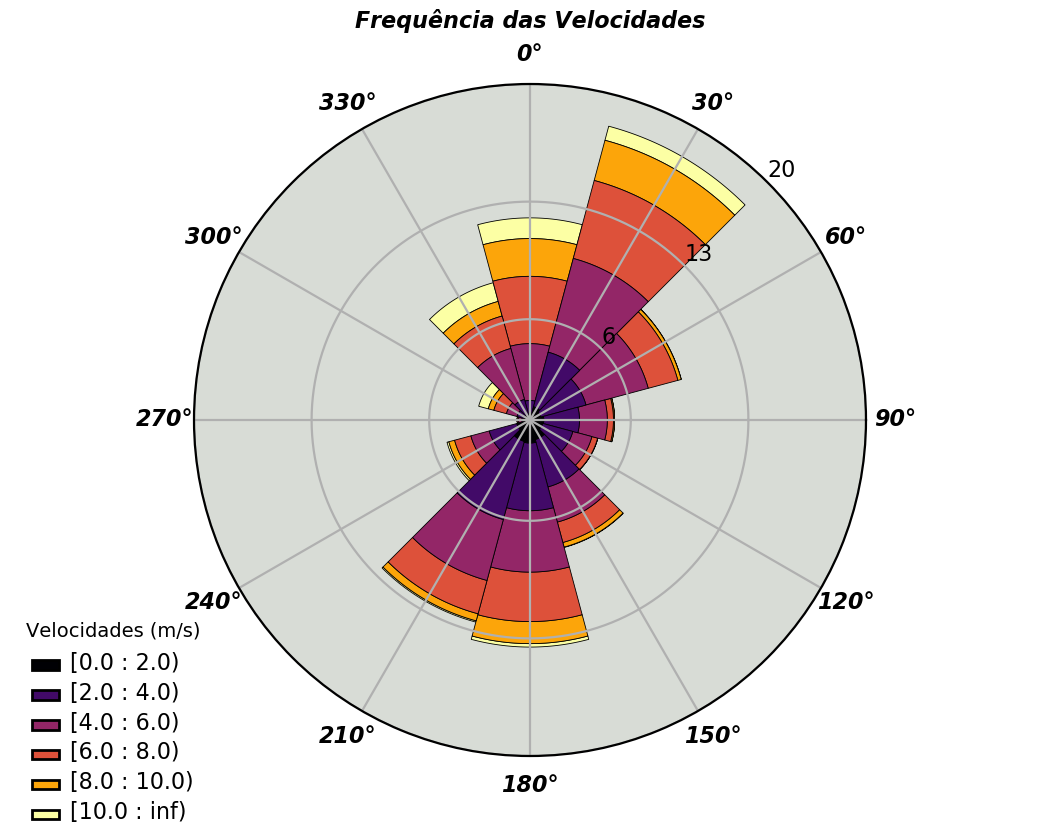 Frequência das Velocidades
0°
330°
30°
20
300°
60°
13
6
270°
90°
240°
120°
210°
150°
180°
Velocidades (m/s)
[0.0 : 2.0)
[2.0 : 4.0)
[4.0 : 6.0)
[6.0 : 8.0)
[8.0 : 10.0)
[10.0 : inf)